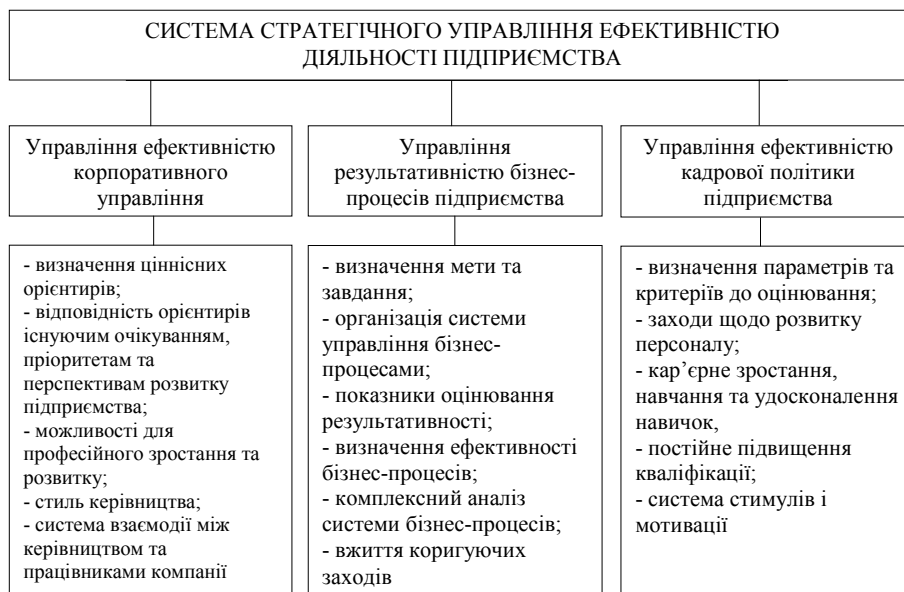 СИСТЕМА СТРАТЕГІЧНОГО УПРАВЛІННЯ ЕФЕКТИВНІСТЮ
ДІЯЛЬНОСТІ ПІДПРИЄМСТВА
Управління ефективністю
корпоративного
управління
Управління
результативністю бізнес-
процесів підприємства
Управління ефективністю
кадрової політики
підприємства
- визначення ціннісних
орієнтирів;
- відповідність орієнтирів
існуючим очікуванням,
пріоритетам та
перспективам розвитку
підприємства;
- можливості для
професійного зростання та
розвитку;
- стиль керівництва;
- система взаємодії між
керівництвом та
працівниками компанії
- визначення мети та
завдання;
- організація системи
управління бізнес-
процесами;
- показники оцінювання
результативності;
- визначення ефективності
бізнес-процесів;
- комплексний аналіз
системи бізнес-процесів;
- вжиття коригуючих
заходів
- визначення параметрів та
критеріїв до оцінювання;
- заходи щодо розвитку
персоналу;
- кар’єрне зростання,
навчання та удосконалення
навичок,
- постійне підвищення
кваліфікації;
- система стимулів і
мотивації